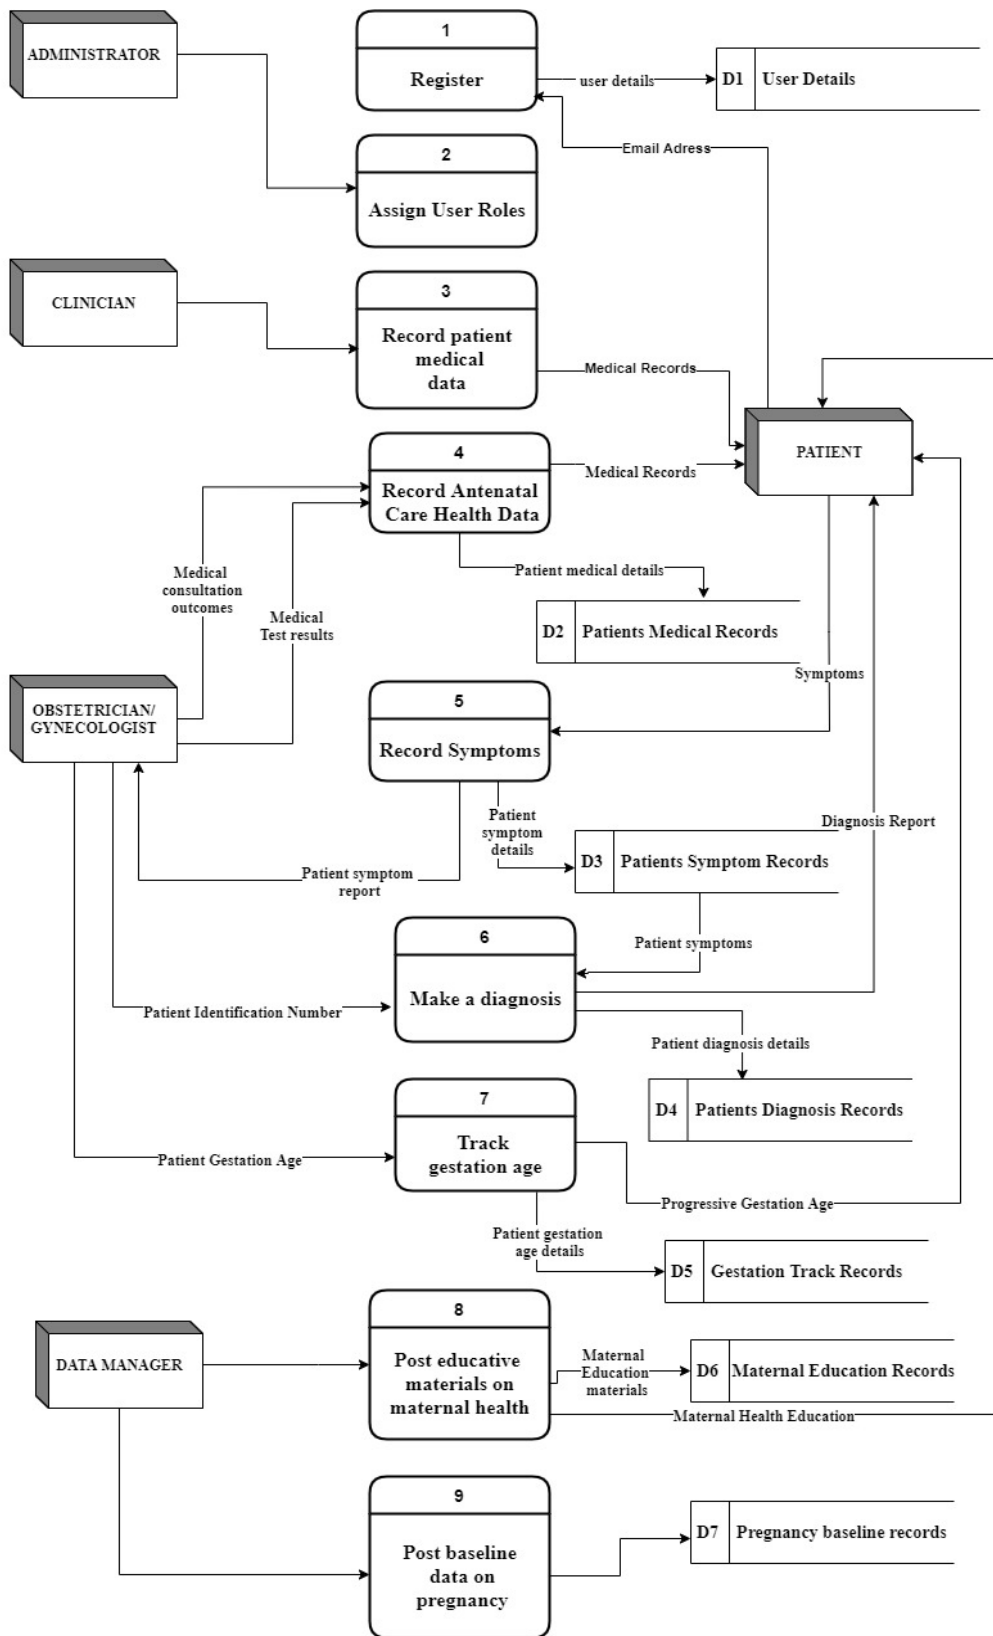 1
ADMINISTRATOR
Register
user details
D1
User Details
Email Adress
2
Assign User Roles
CLINICIAN
3
Record patient
medical
data
Medical Records
PATIENT
4
Record Antenatal
Care Health Data
Medical Records
Medical
consultation
outcomes
Medical
Test results
Patient medical details
D2
Patients Medical Records
Symptoms
OBSTETRICIAN/
GYNECOLOGIST
5
Record Symptoms
Patient
symptom
details
Diagnosis Report
D3
Patients Symptom Records
Patient symptom
report
6
Patient symptoms
Make a diagnosis
Patient Identification Number
Patient diagnosis details
D4
Patients Diagnosis Records
7
Track
gestation age
Patient Gestation Age
Progressive Gestation Age
Patient gestation
age details
D5
Gestation Track Records
8
DATA MANAGER
Post educative
materials on
maternal health
Maternal
Education
materials
D6
Maternal Education Records
Maternal Health Education
9
Post baseline
data on
pregnancy
D7
Pregnancy baseline records